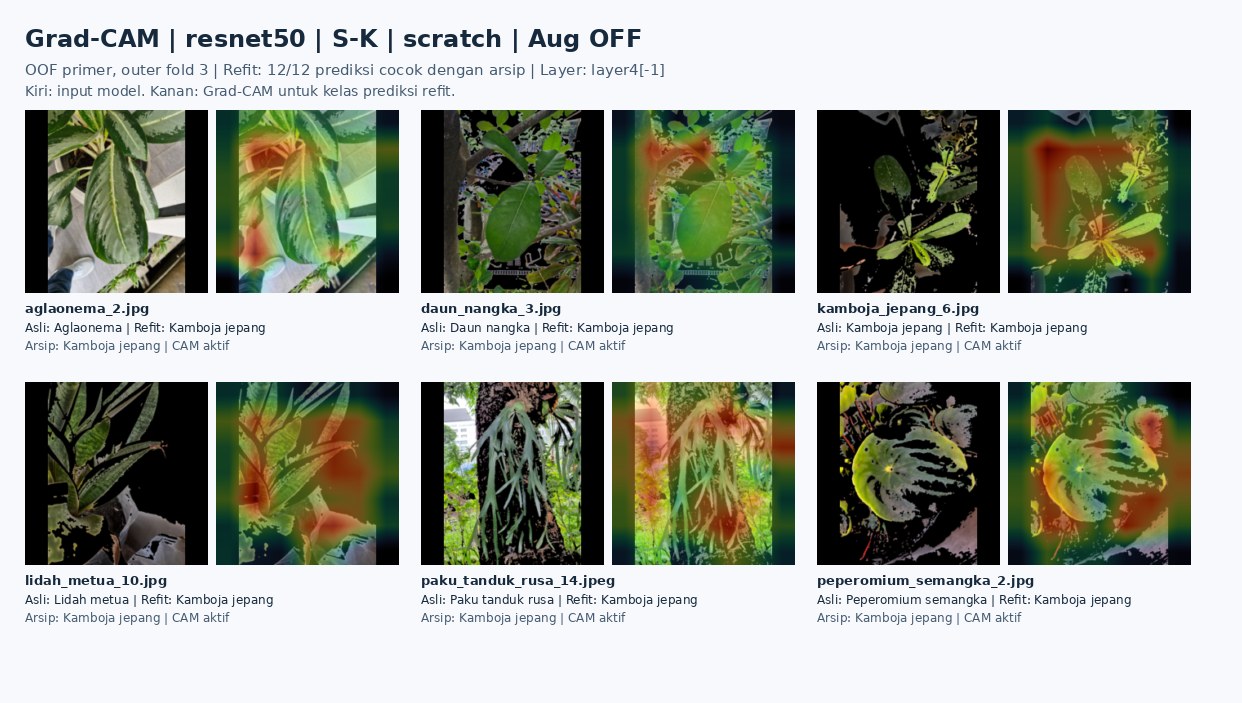 Grad-CAM | resnet50 | S-K | scratch | Aug OFF
OOF primer, outer fold 3 | Refit: 12/12 prediksi cocok dengan arsip | Layer: layer4[-1]
Kiri: input model. Kanan: Grad-CAM untuk kelas prediksi refit.
aglaonema_2.jpg
Asli: Aglaonema | Refit: Kamboja jepang
Arsip: Kamboja jepang | CAM aktif
daun_nangka_3.jpg
Asli: Daun nangka | Refit: Kamboja jepang
Arsip: Kamboja jepang | CAM aktif
kamboja_jepang_6.jpg
Asli: Kamboja jepang | Refit: Kamboja jepang
Arsip: Kamboja jepang | CAM aktif
lidah_metua_10.jpg
Asli: Lidah metua | Refit: Kamboja jepang
Arsip: Kamboja jepang | CAM aktif
paku_tanduk_rusa_14.jpeg
Asli: Paku tanduk rusa | Refit: Kamboja jepang
Arsip: Kamboja jepang | CAM aktif
peperomium_semangka_2.jpg
Asli: Peperomium semangka | Refit: Kamboja jepang
Arsip: Kamboja jepang | CAM aktif